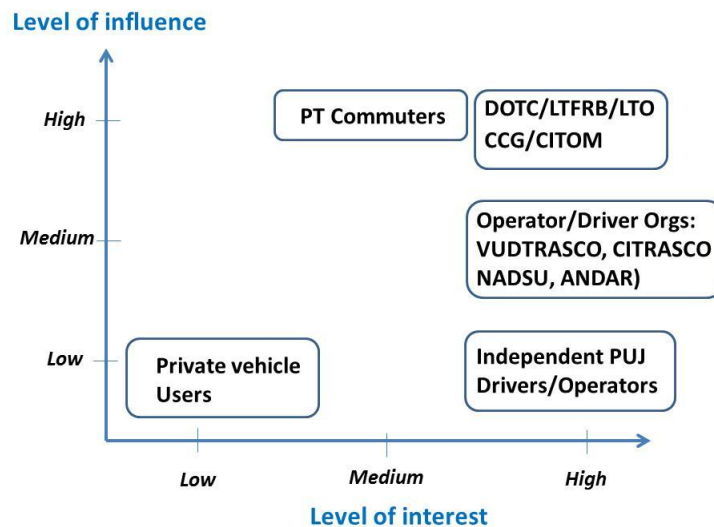 Level of influence
High
PT Commuters
DOTC/LTFRB/LTO
CCG/CITOM
Medium
Operator/Driver Orgs:
VUDTRASCO, CITRASCO
NADSU, ANDAR)
Low
Private vehicle
Users
Independent PUJ
Drivers/Operators
Low
Medium
High
Level of interest